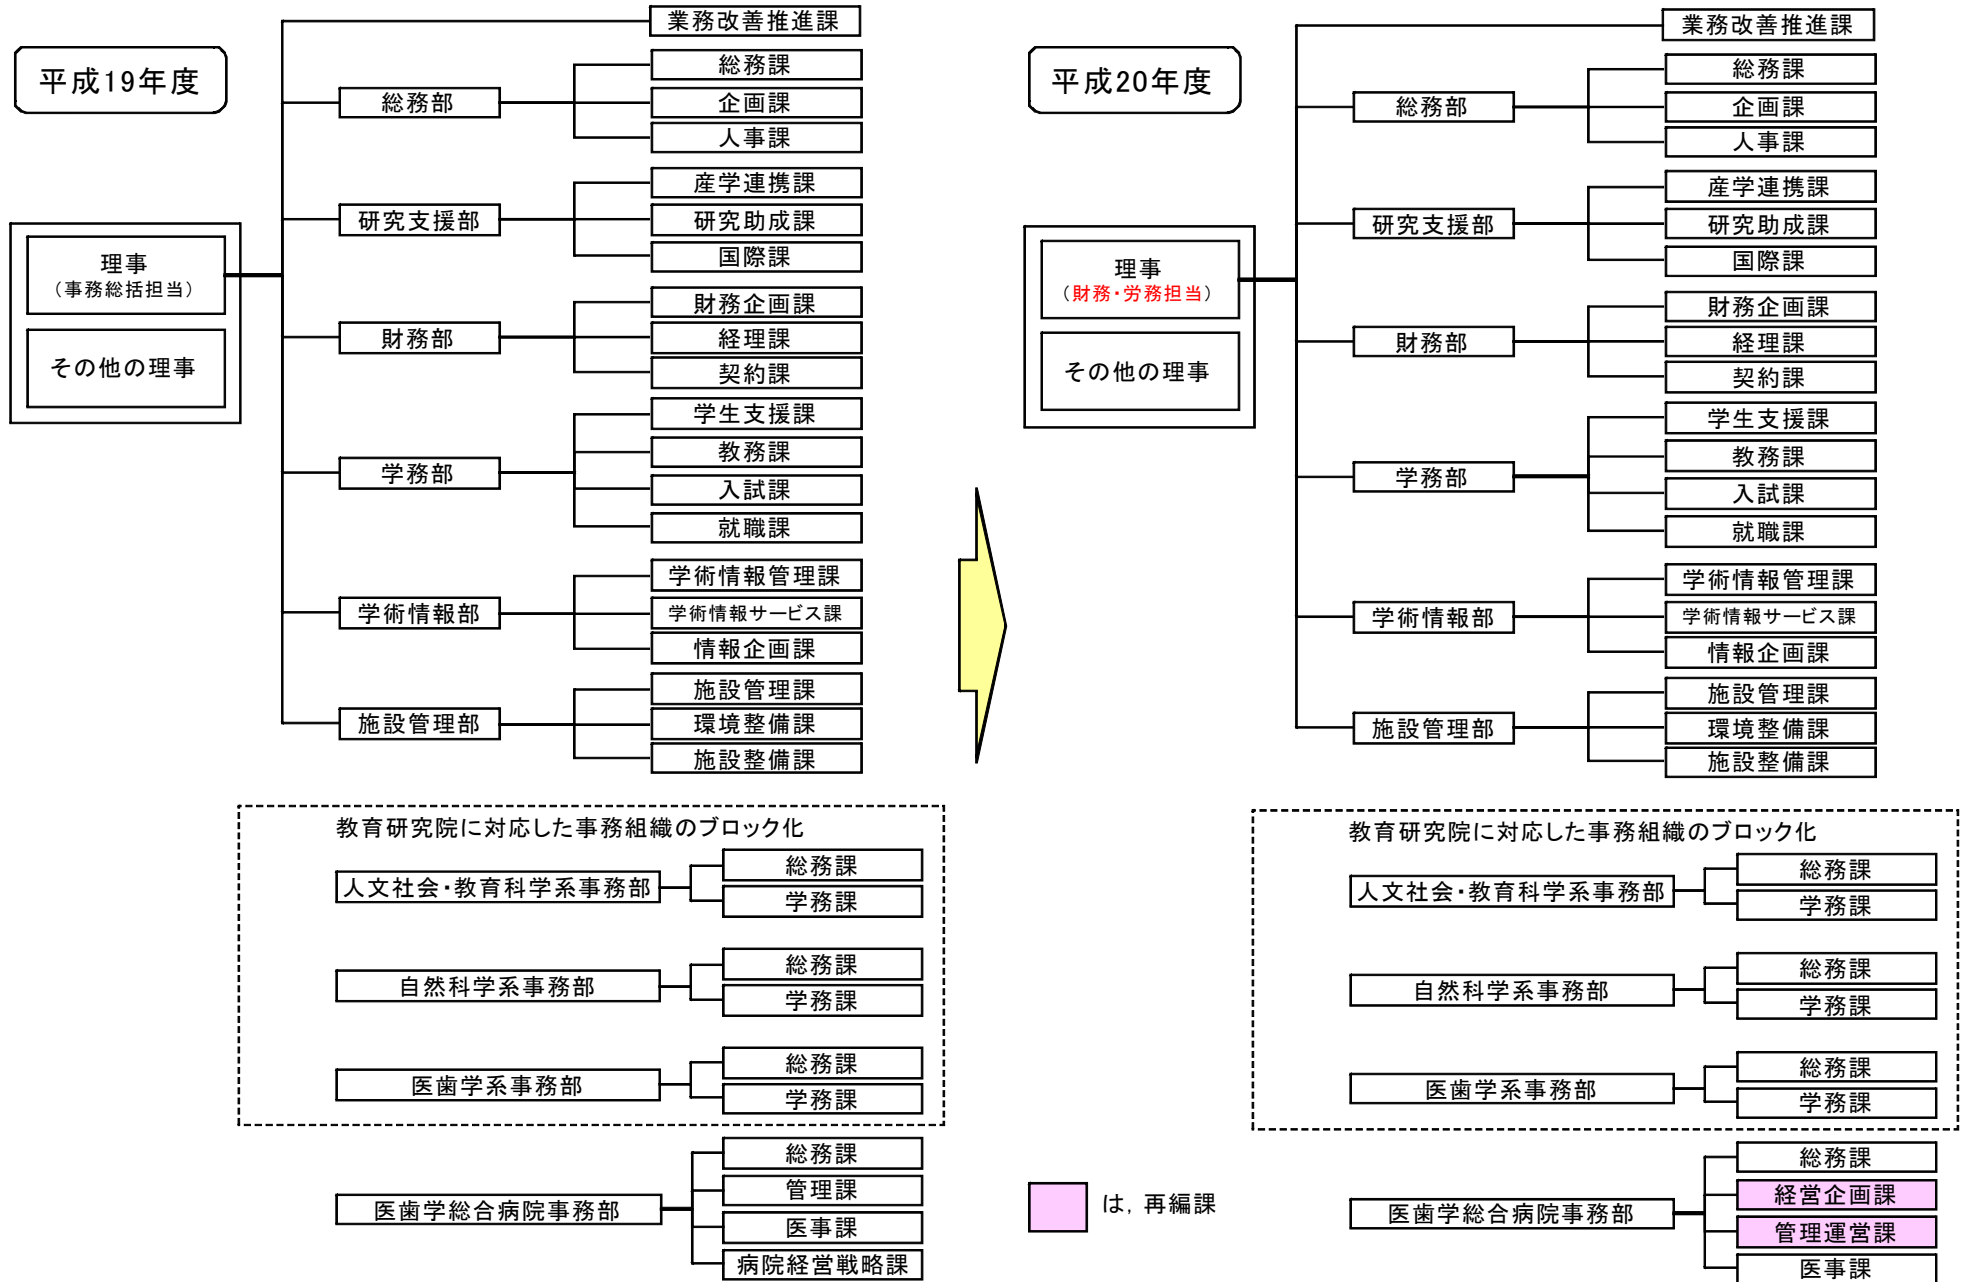 平成19年度
業務改善推進課
総務部
総務課
企画課
人事課
研究支援部
産学連携課
研究助成課
国際課
理事
（事務総括担当）
その他の理事
財務部
財務企画課
経理課
契約課
学務部
学生支援課
教務課
入試課
就職課
学術情報部
学術情報管理課
学術情報サービス課
情報企画課
施設管理部
施設管理課
環境整備課
施設整備課
教育研究院に対応した事務組織のブロック化
人文社会・教育科学系事務部
総務課
学務課
自然科学系事務部
総務課
学務課
医歯学系事務部
総務課
学務課
医歯学総合病院事務部
総務課
管理課
医事課
病院経営戦略課
平成20年度
業務改善推進課
総務部
総務課
企画課
人事課
研究支援部
産学連携課
研究助成課
国際課
理事
（財務・労務担当）
その他の理事
財務部
財務企画課
経理課
契約課
学務部
学生支援課
教務課
入試課
就職課
学術情報部
学術情報管理課
学術情報サービス課
情報企画課
施設管理部
施設管理課
環境整備課
施設整備課
教育研究院に対応した事務組織のブロック化
人文社会・教育科学系事務部
総務課
学務課
自然科学系事務部
総務課
学務課
医歯学系事務部
総務課
学務課
は，再編課
医歯学総合病院事務部
総務課
経営企画課
管理運営課
医事課